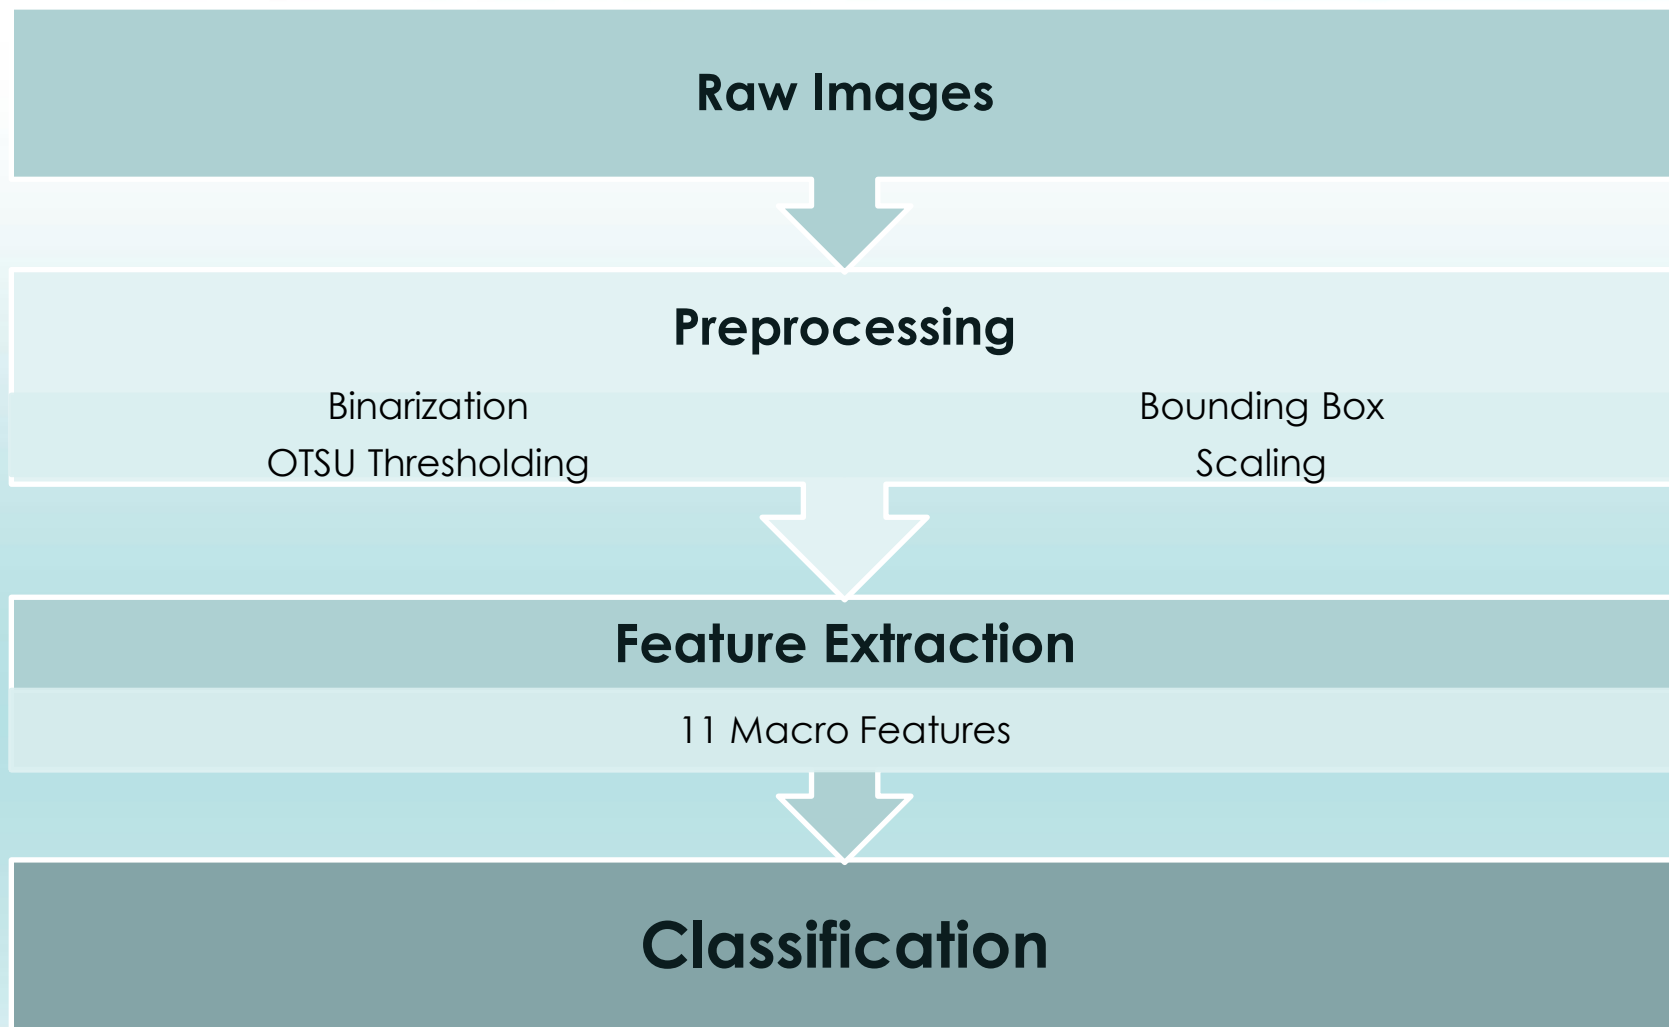 Raw Images
Preprocessing
Binarization
OTSU Thresholding
Bounding Box
Scaling
Feature Extraction
11 Macro Features
Classification